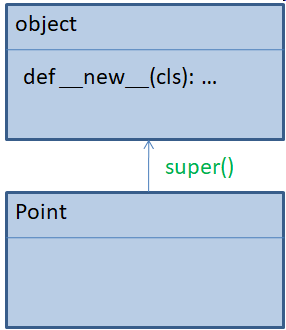 object
def __new__(cls): ...
super()
Point